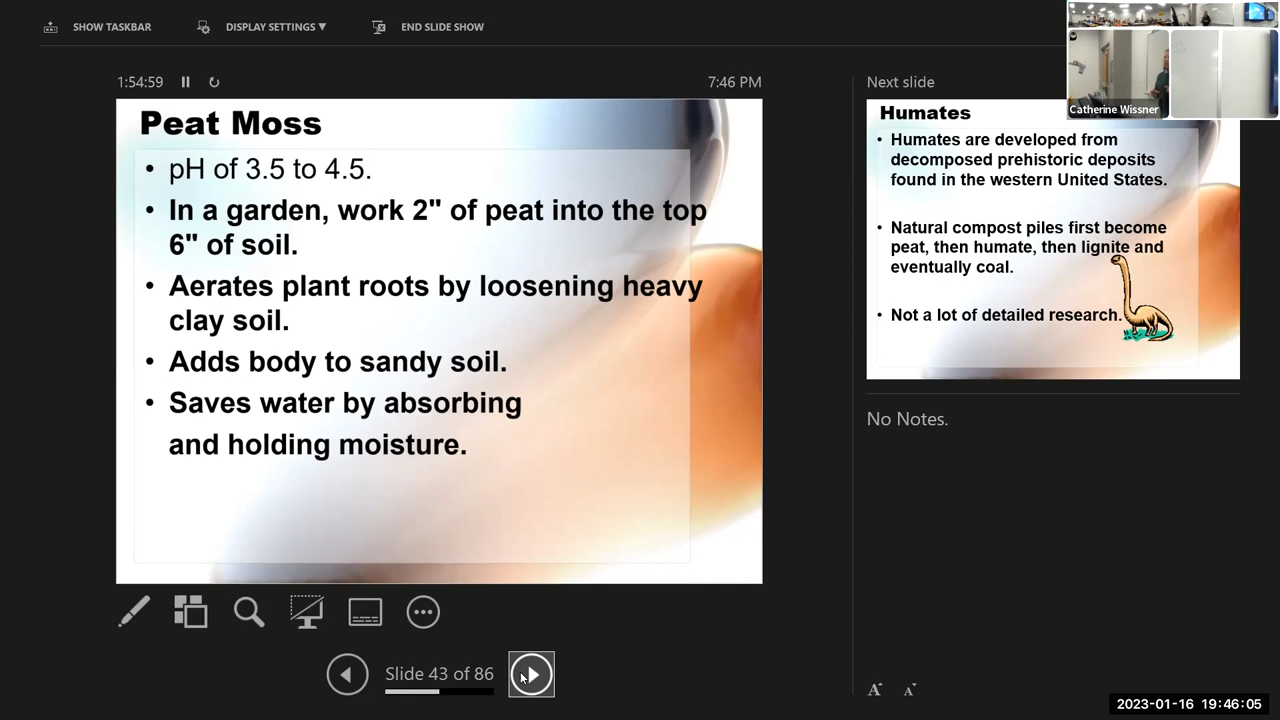 SHOW TASKBAR
DISPLAY SETTINGS ▼
END SLIDE SHOW
1:54:59
7:46 PM
Peat Moss
• pH of 3.5 to 4.5.
• In a garden, work 2" of peat into the top
6" of soil.
• Aerates plant roots by loosening heavy
clay soil.
• Adds body to sandy soil.
• Saves water by absorbing
and holding moisture.
Slide 43 of 86
Next slide
Catherine Wissner
Humates
• Humates are developed from
decomposed prehistoric deposits
found in the western United States.
• Natural compost piles first become
peat, then humate, then lignite and
eventually coal.
• Not a lot of detailed research.
No Notes.
A A
2023-01-16 19:46:05